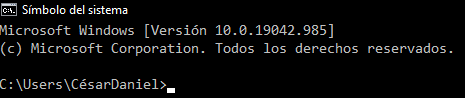 Símbolo del sistema
Microsoft Windows [Versión 10.0.19042.985]
(c) Microsoft Corporation. Todos los derechos reservados.
C:\Users\CésarDaniel>